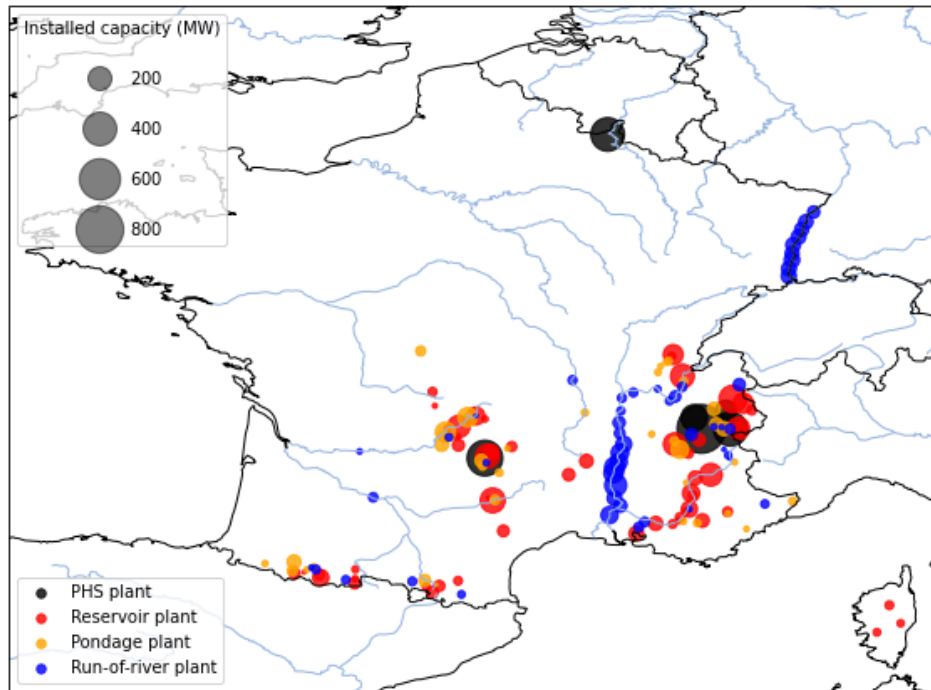 Installed capacity (MW)
200
400
600
800
PHS plant
Reservoir plant
Pondage plant
Run-of-river plant